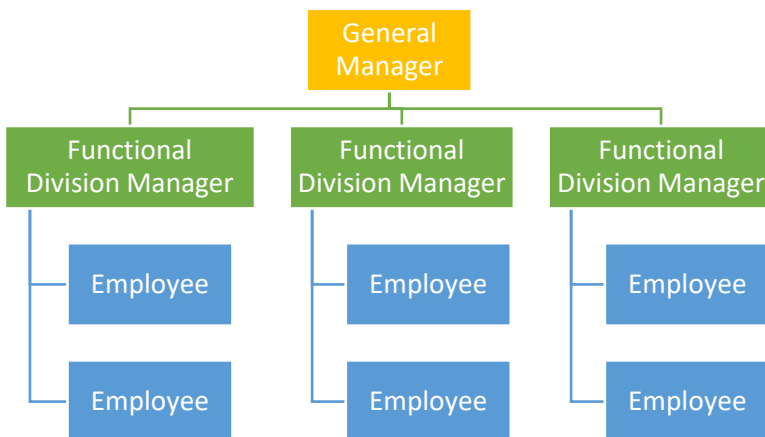 General
Manager
Functional
Division Manager
Functional
Division Manager
Functional
Division Manager
Employee
Employee
Employee
Employee
Employee
Employee